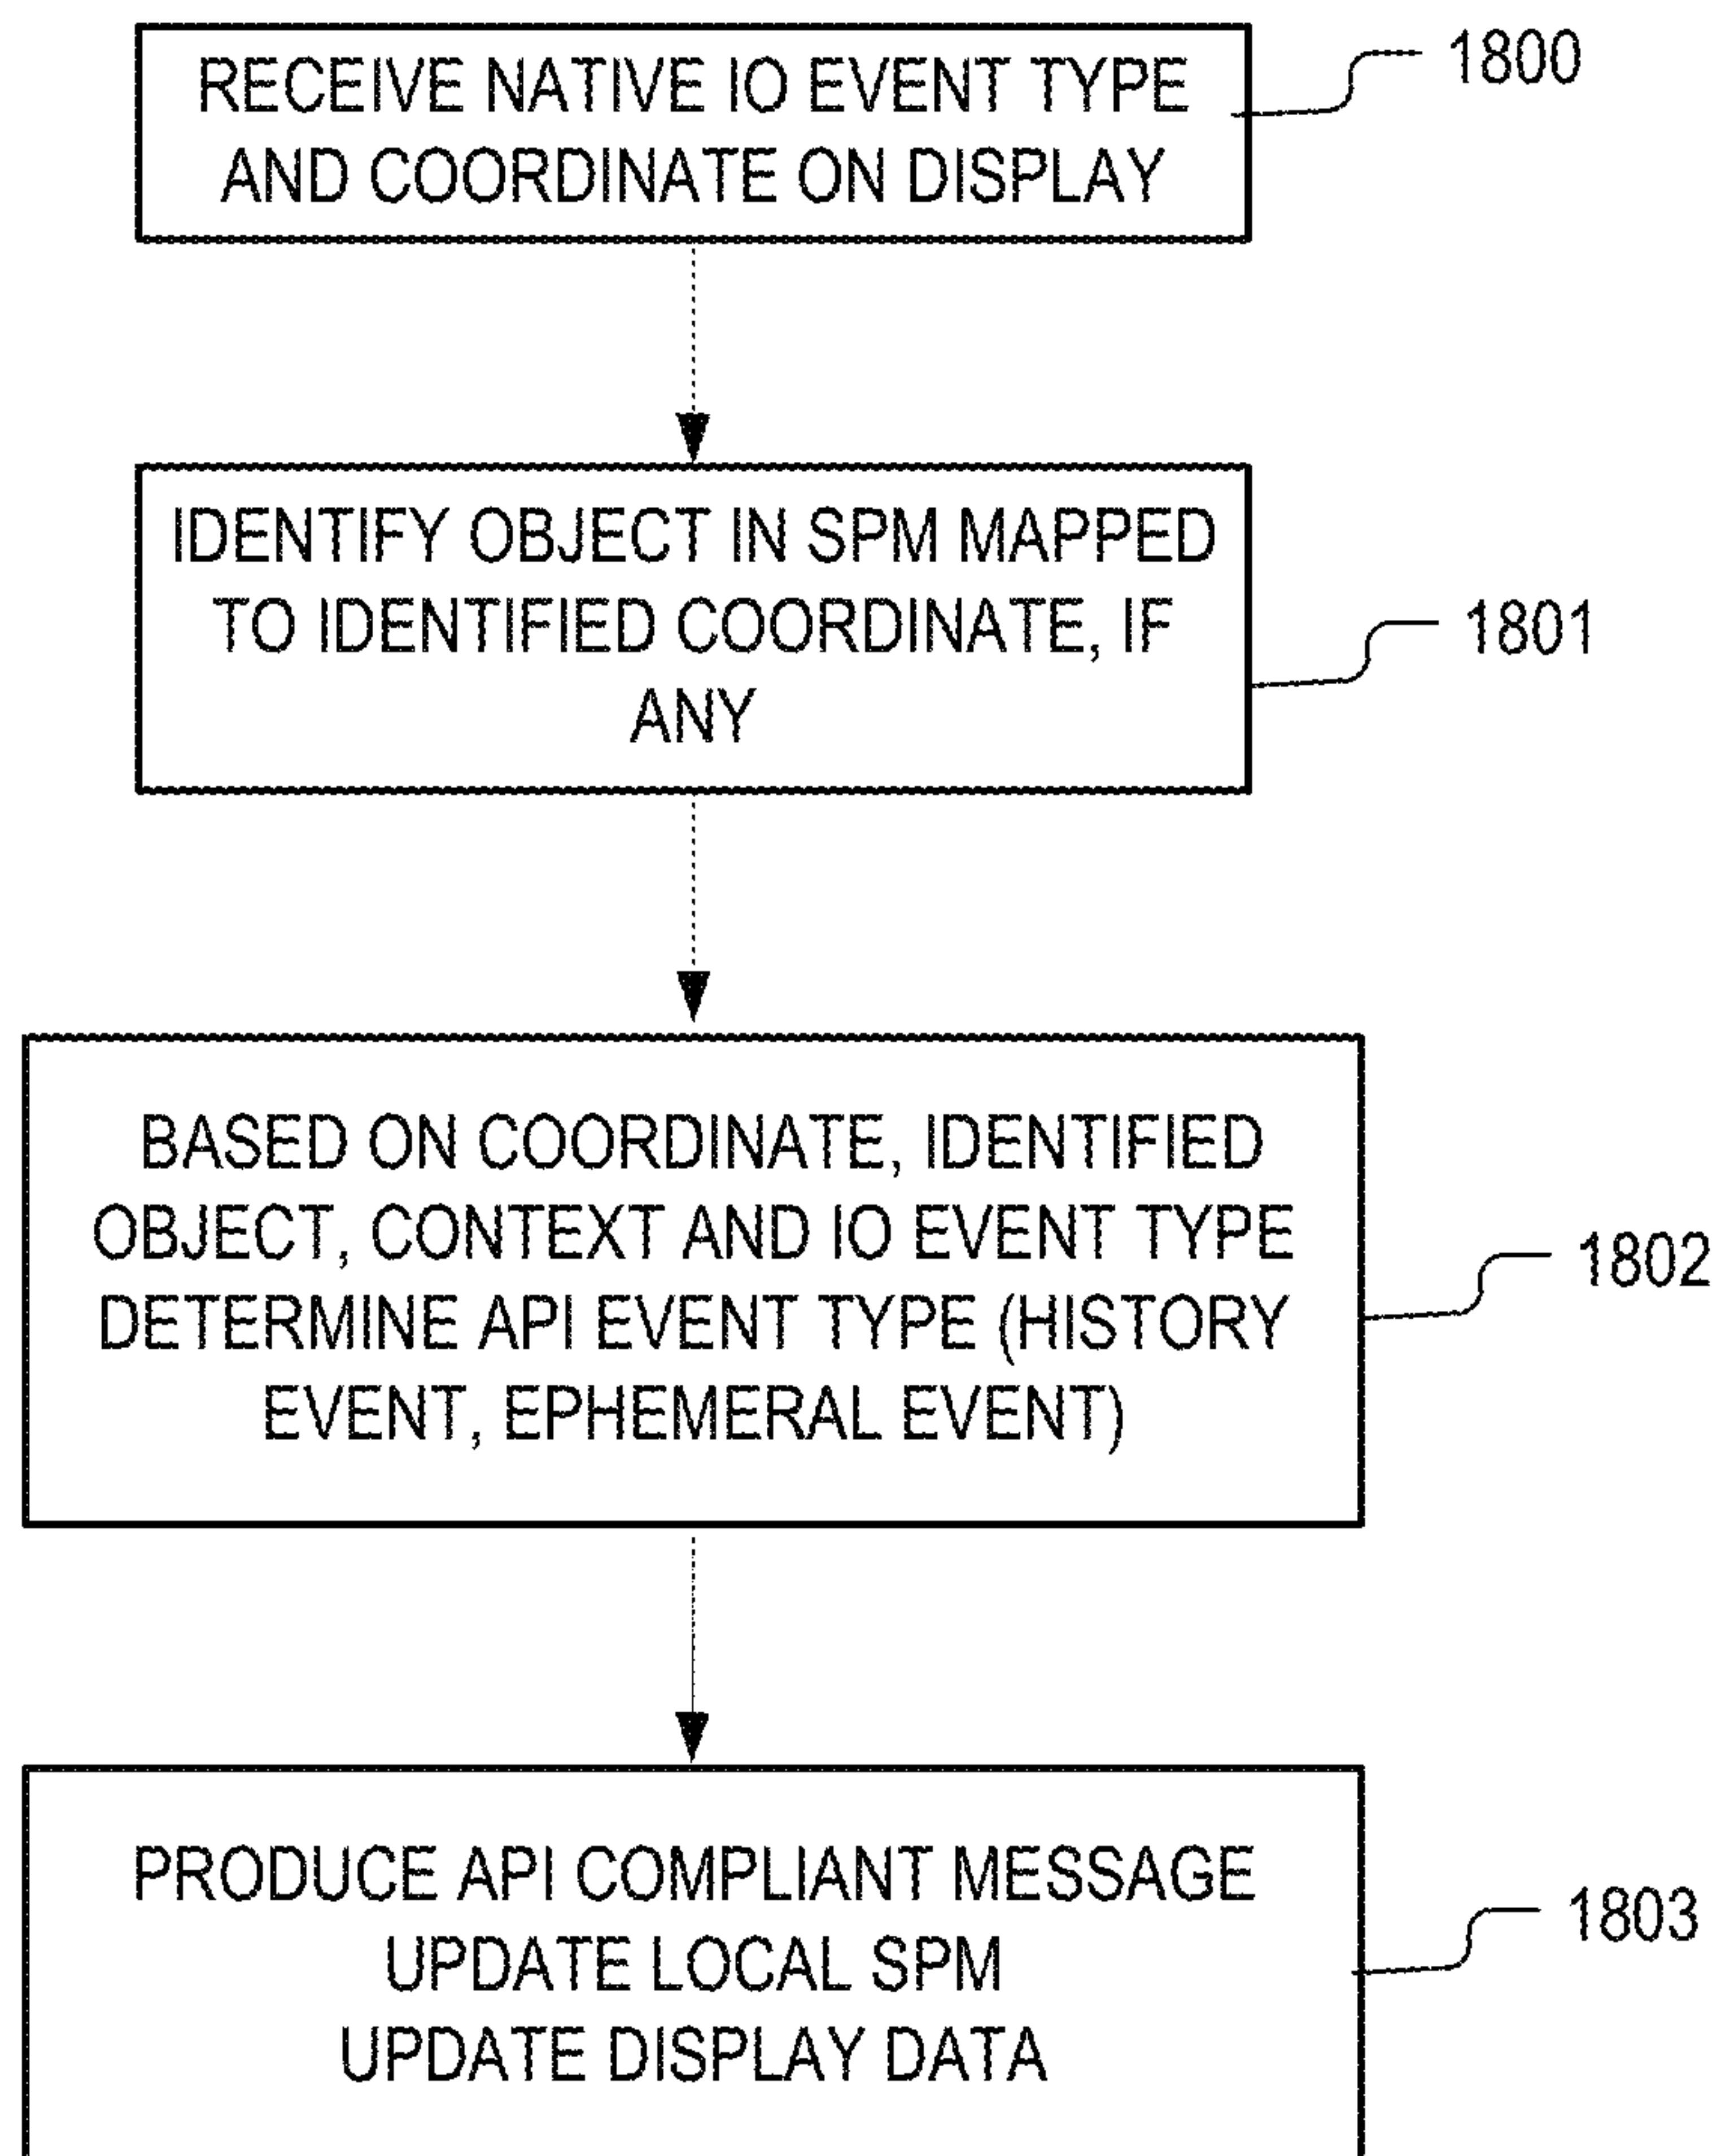 RECEIVE NATIVE IO EVENT TYPE
AND COORDINATE ON DISPLAY
1800
IDENTIFY OBJECT IN SPM MAPPED
TO IDENTIFIED COORDINATE, IF
ANY
1801
BASED ON COORDINATE, IDENTIFIED
OBJECT, CONTEXT AND IO EVENT TYPE
DETERMINE API EVENT TYPE (HISTORY
EVENT, EPHEMERAL EVENT)
1802
PRODUCE API COMPLIANT MESSAGE
UPDATE LOCAL SPM
UPDATE DISPLAY DATA
1803